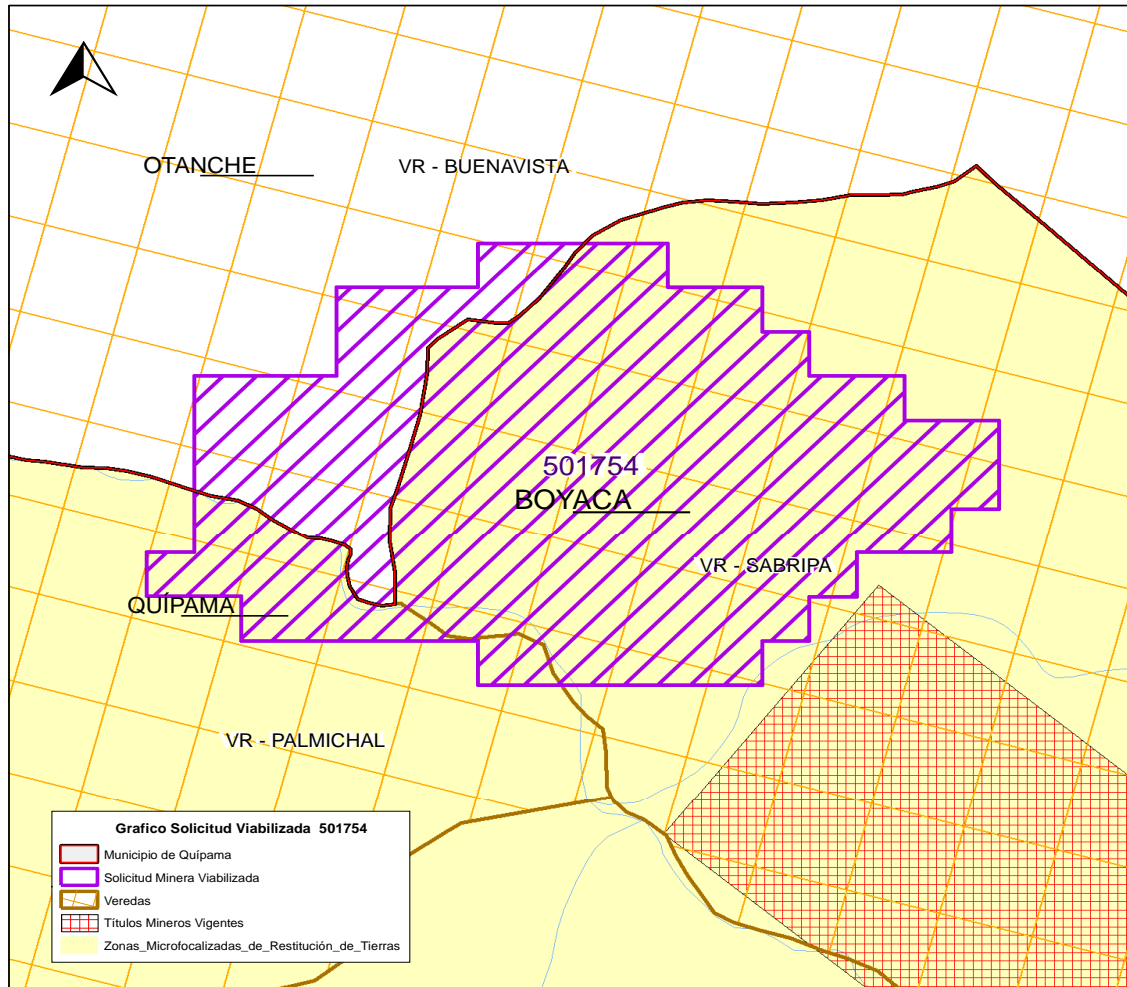 OTANCHE
VR - BUENAVISTA
501754
BOYACA
VR - SABRIPA
QUÍPAMA
VR - PALMICHAL
Grafico Solicitud Viabilizada 501754
Municipio de Quípama
Solicitud Minera Viabilizada
Veredas
Títulos Mineros Vigentes
Zonas_Microfocalizadas_de_Restitución_de_Tierras